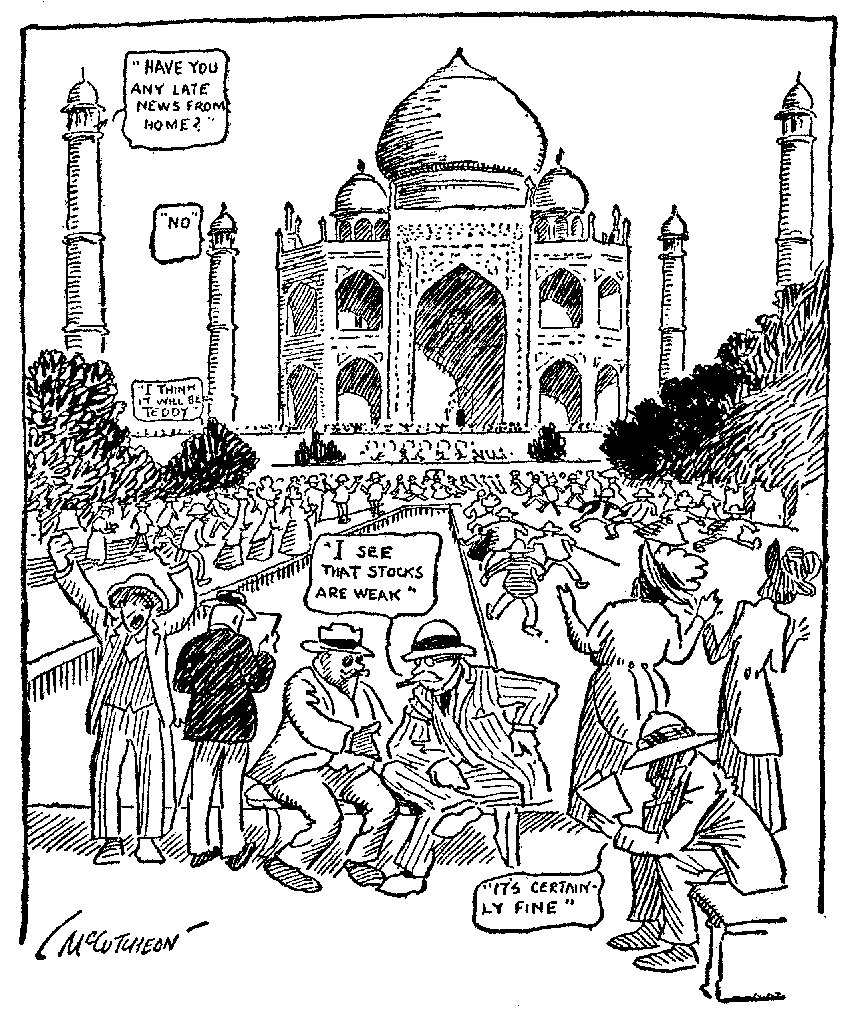 "HAVE YOU
ANY LATE
NEWS FROM
HOME?"
"NO"
"I THINK
IT WILL BE
TEDDY"
"I SEE
THAT STOCKS
ARE WEAK"
"IT'S CERTAIN-
LY FINE"
McCUTCHEON